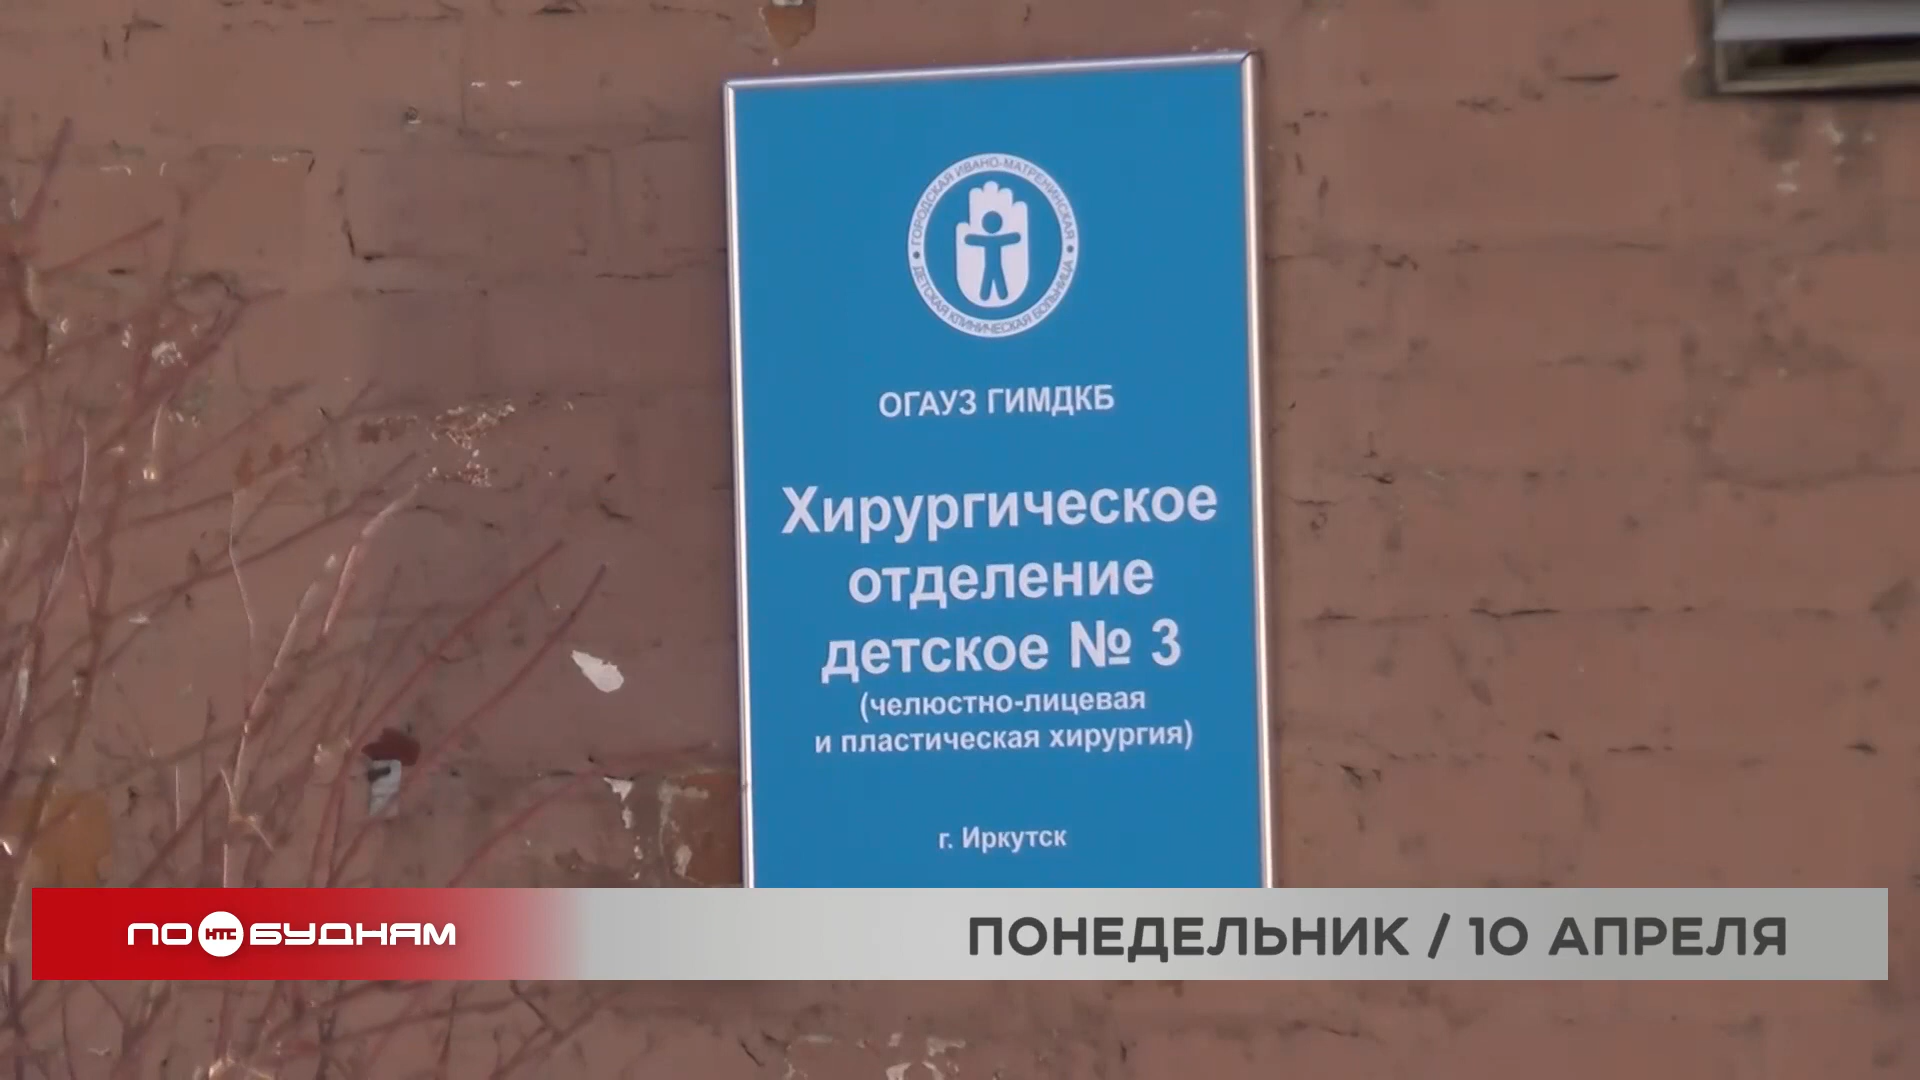 ГОРОДСКАЯ ИВАНО-МАТРЕНИНСКАЯ
ДЕТСКАЯ КЛИНИЧЕСКАЯ БОЛЬНИЦА
ОГАУЗ ГИМДКБ
Хирургическое
отделение
детское № 3
(челюстно-лицевая
и пластическая хирургия)
г. Иркутск
ПО НТС БУДНЯМ
ПОНЕДЕЛЬНИК / 10 АПРЕЛЯ